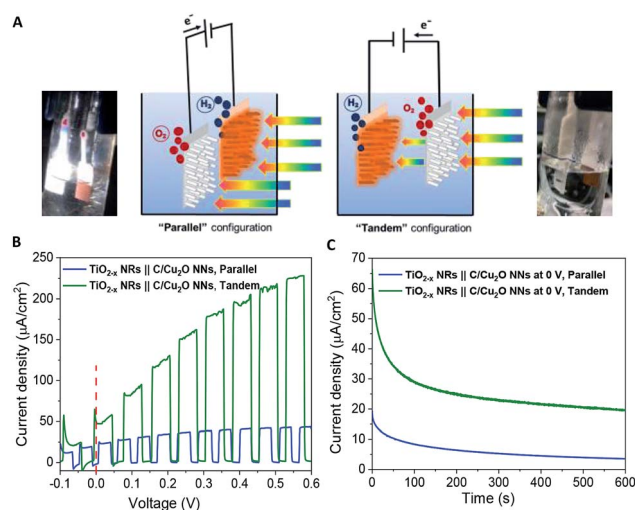 A
e-
H₂
O₂
"Parallel" configuration
e-
H₂
O₂
"Tandem" configuration
B
TiO₂₋ₓ NRs || C/Cu₂O NNs, Parallel
TiO₂₋ₓ NRs || C/Cu₂O NNs, Tandem
Current density (µA/cm²)
250
200
150
100
50
0
-0.1 0.0 0.1 0.2 0.3 0.4 0.5 0.6
Voltage (V)
C
TiO₂₋ₓ NRs || C/Cu₂O NNs at 0 V, Parallel
TiO₂₋ₓ NRs || C/Cu₂O NNs at 0 V, Tandem
Current density (µA/cm²)
70
60
50
40
30
20
10
0
0 100 200 300 400 500 600
Time (s)